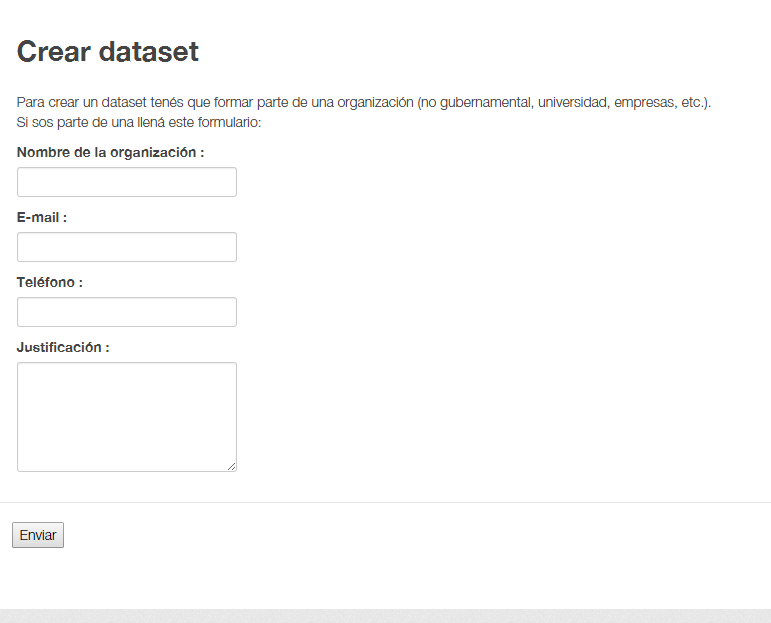 Crear dataset
Para crear un dataset tenés que formar parte de una organización (no gubernamental, universidad, empresas, etc.).
Si sos parte de una llená este formulario:
Nombre de la organización :
E-mail :
Teléfono :
Justificación :
Enviar